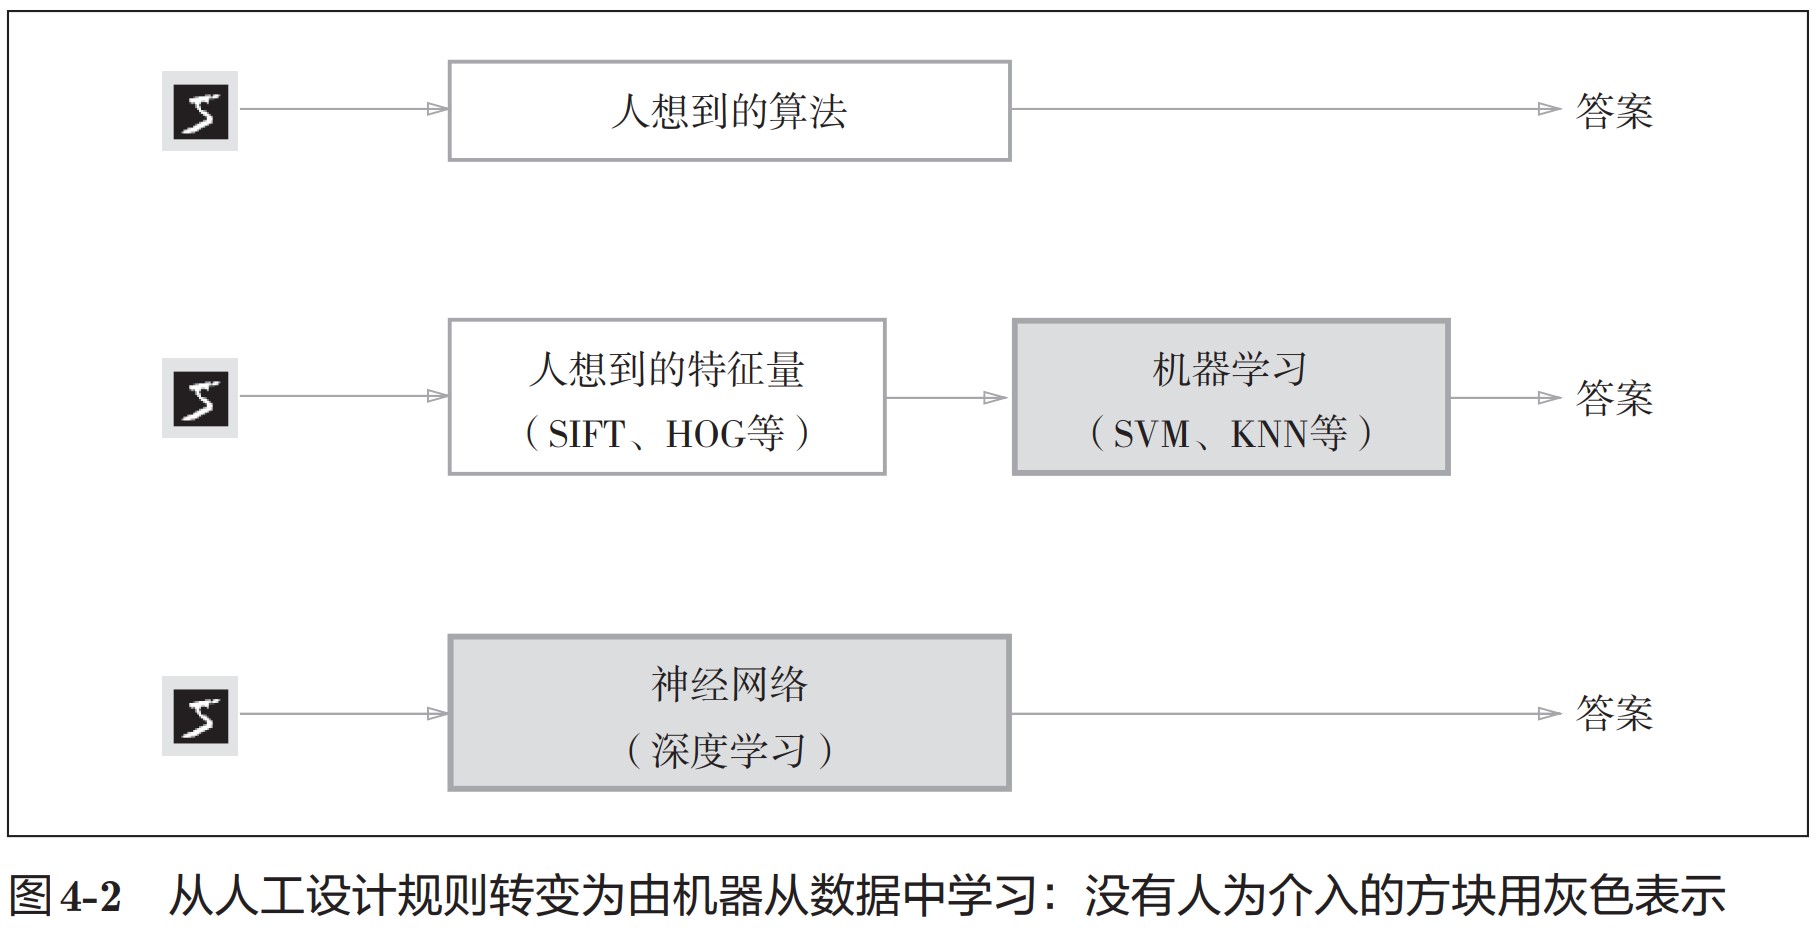 5
人想到的算法
答案
5
人想到的特征量
（SIFT、HOG等）
机器学习
（SVM、KNN等）
答案
5
神经网络
（深度学习）
答案
图 4-2 从人工设计规则转变为由机器从数据中学习：没有人为介入的方块用灰色表示